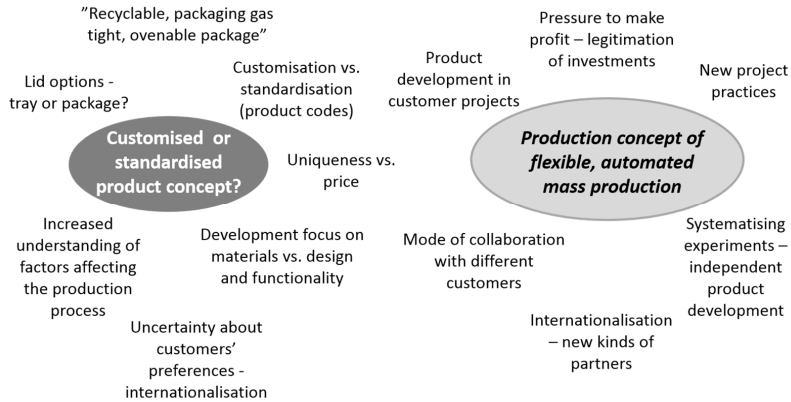 ”Recyclable, packaging gas
tight, ovenable package”
Lid options -
tray or package?
Customisation vs.
standardisation
(product codes)
Customised or
standardised
product concept?
Uniqueness vs.
price
Increased
understanding of
factors affecting
the production
process
Development focus on
materials vs. design
and functionality
Uncertainty about
customers’
preferences -
internationalisation
Pressure to make
profit – legitimation
of investments
Product
development in
customer projects
New project
practices
Production concept of
flexible, automated
mass production
Mode of collaboration
with different
customers
Systematising
experiments –
independent
product
development
Internationalisation
– new kinds of
partners